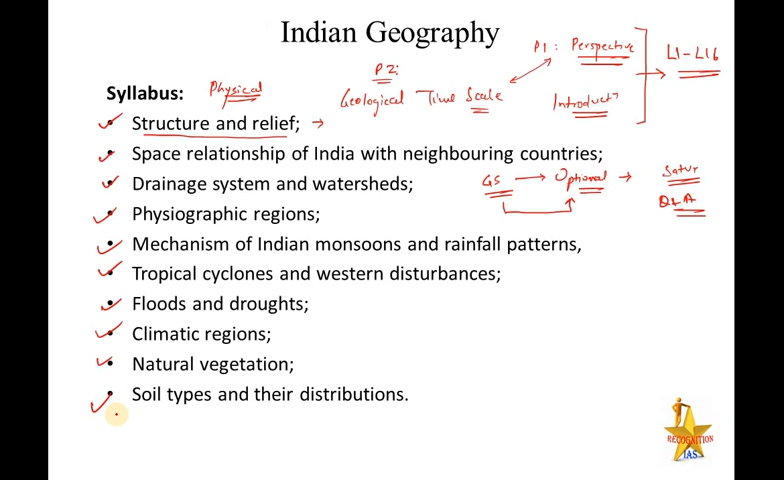 Indian Geography
P1: Perspective
L1-L16
P2:
Syllabus: Physical
Geological Time Scale
Introductn
• Structure and relief;
• Space relationship of India with neighbouring countries;
• Drainage system and watersheds;
GS → Optional → Satur
Q&A
• Physiographic regions;
• Mechanism of Indian monsoons and rainfall patterns,
• Tropical cyclones and western disturbances;
• Floods and droughts;
• Climatic regions;
• Natural vegetation;
• Soil types and their distributions.
RECOGNITION
IAS